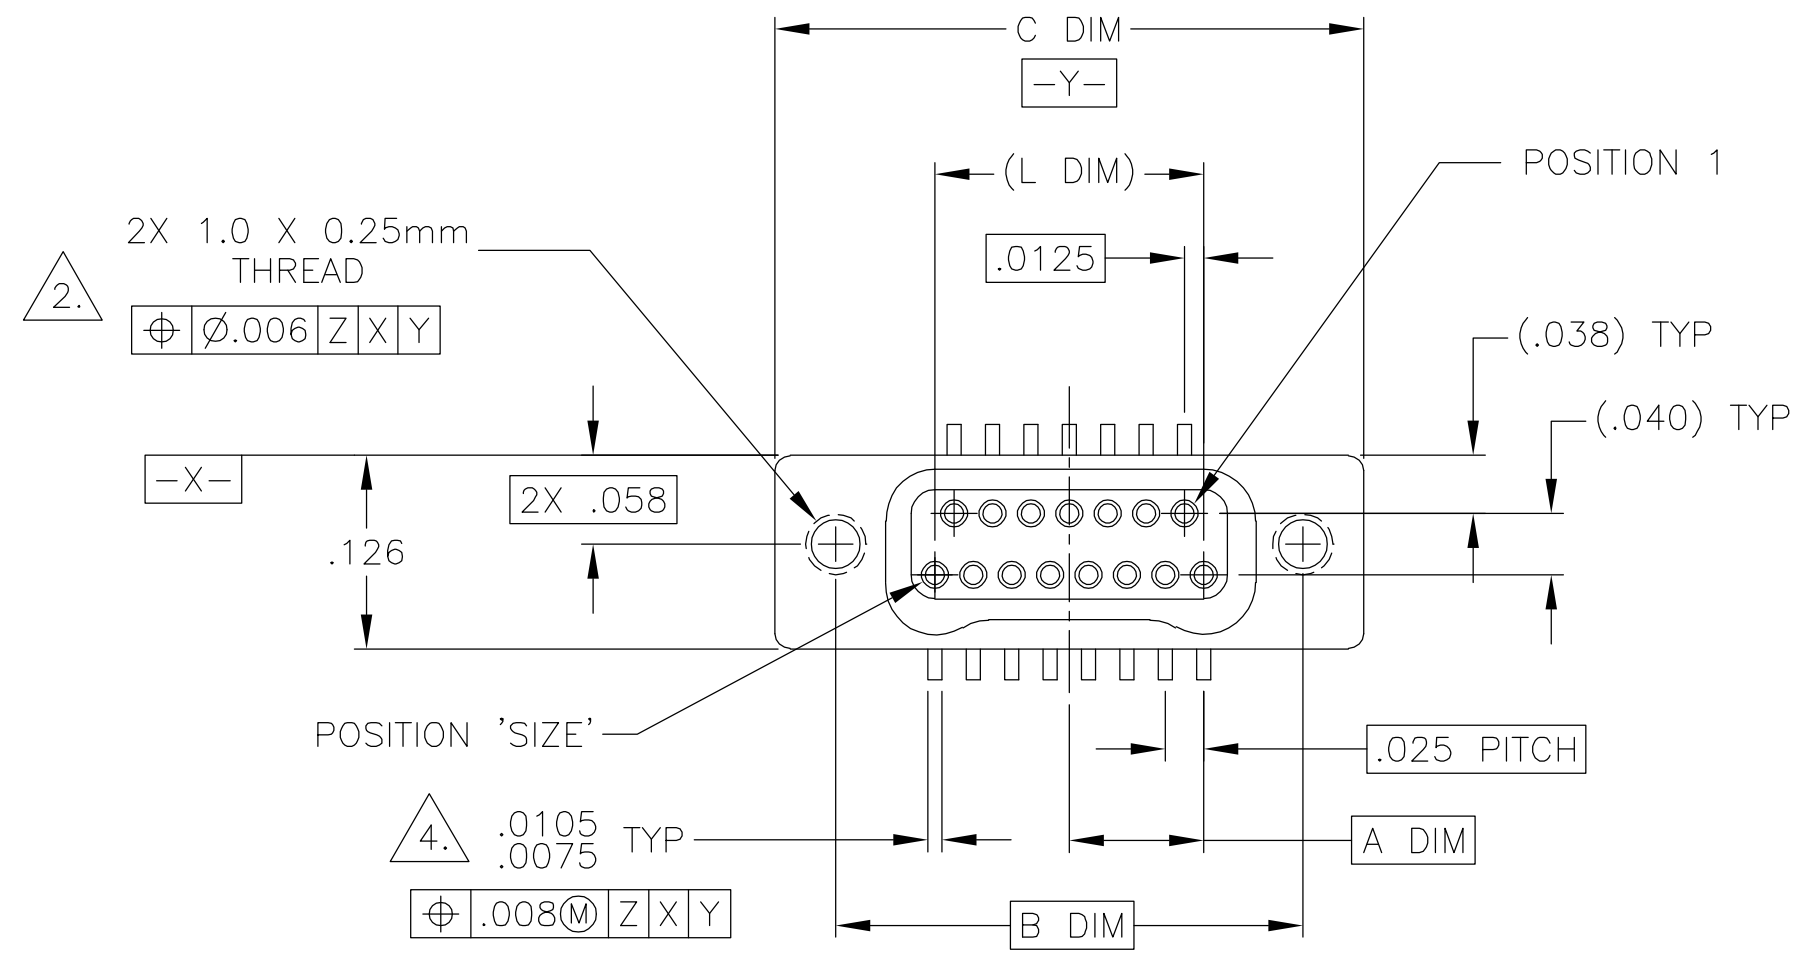 C DIM
-Y-
(L DIM)
POSITION 1
2X 1.0 X 0.25mm
THREAD
2.
⌖ Ø.006 Z X Y
.0125
(.038) TYP
(.040) TYP
-X-
2X .058
.126
POSITION 'SIZE'
.025 PITCH
4.
.0105
.0075
TYP
A DIM
⌖ .008Ⓜ Z X Y
B DIM